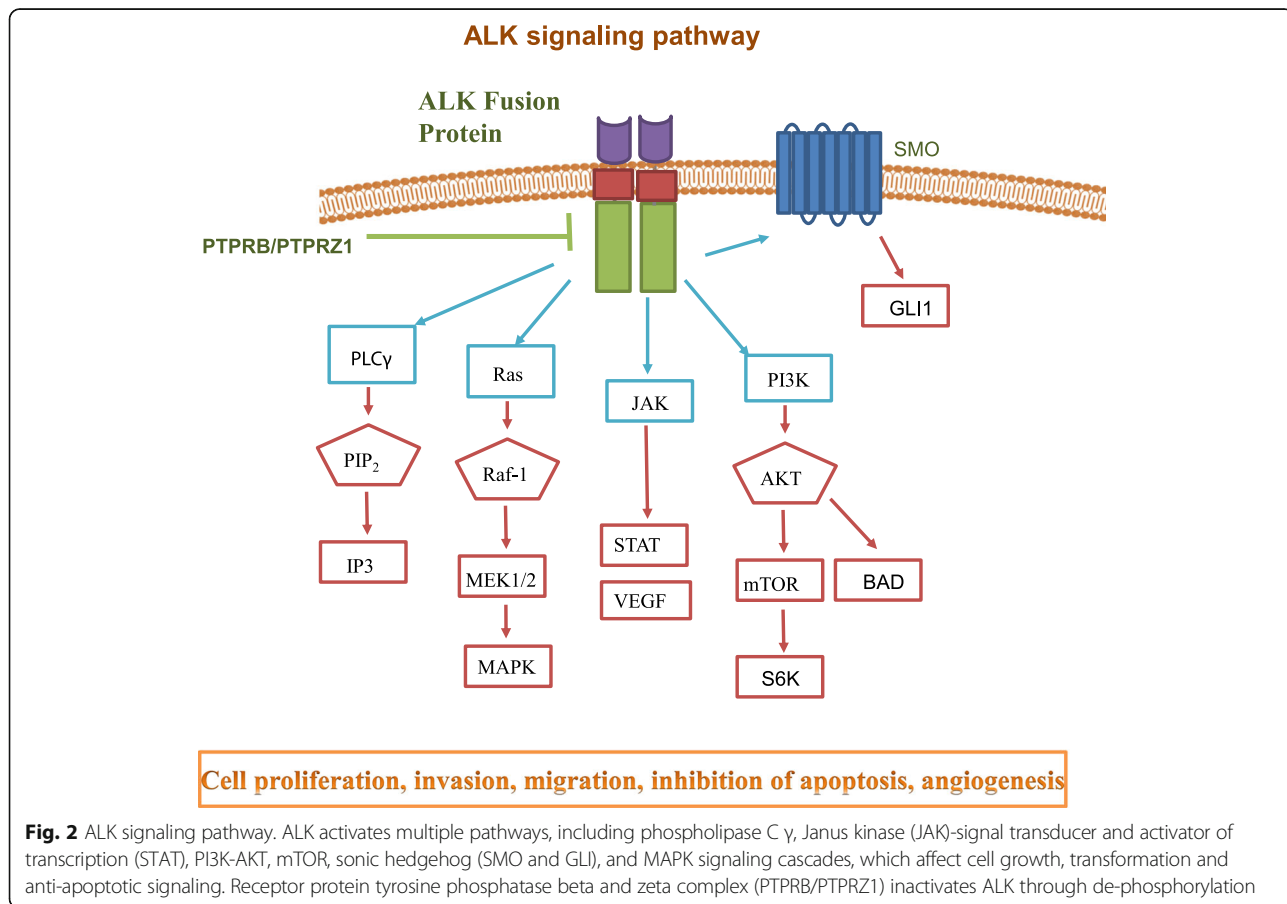 ALK signaling pathway
ALK Fusion
Protein
SMO
PTPRB/PTPRZ1
GLI1
PLCγ
Ras
JAK
PI3K
PIP₂
Raf-1
AKT
IP3
MEK1/2
STAT
VEGF
mTOR
BAD
MAPK
S6K
Cell proliferation, invasion, migration, inhibition of apoptosis, angiogenesis
Fig. 2 ALK signaling pathway. ALK activates multiple pathways, including phospholipase C γ, Janus kinase (JAK)-signal transducer and activator of
transcription (STAT), PI3K-AKT, mTOR, sonic hedgehog (SMO and GLI), and MAPK signaling cascades, which affect cell growth, transformation and
anti-apoptotic signaling. Receptor protein tyrosine phosphatase beta and zeta complex (PTPRB/PTPRZ1) inactivates ALK through de-phosphorylation